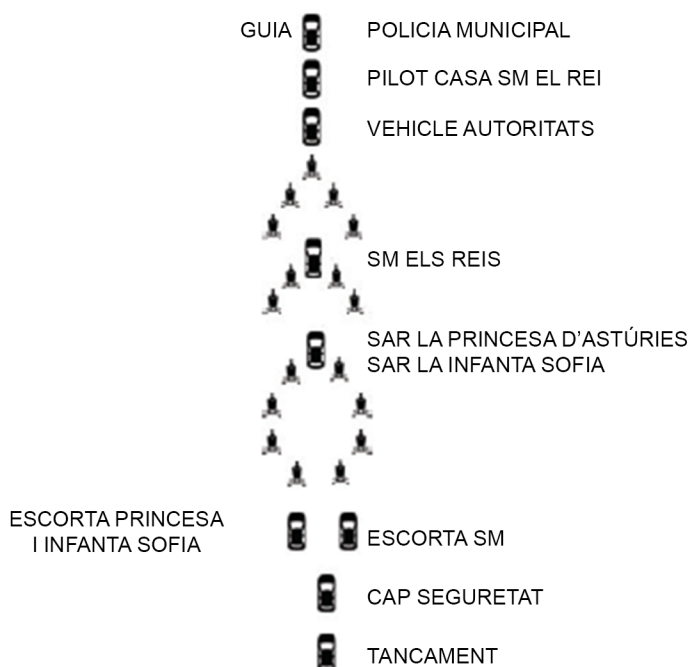 GUIA POLICIA MUNICIPAL
PILOT CASA SM EL REI
VEHICLE AUTORITATS
SM ELS REIS
SAR LA PRINCESA D’ASTÚRIES
SAR LA INFANTA SOFIA
ESCORTA PRINCESA
I INFANTA SOFIA
ESCORTA SM
CAP SEGURETAT
TANCAMENT